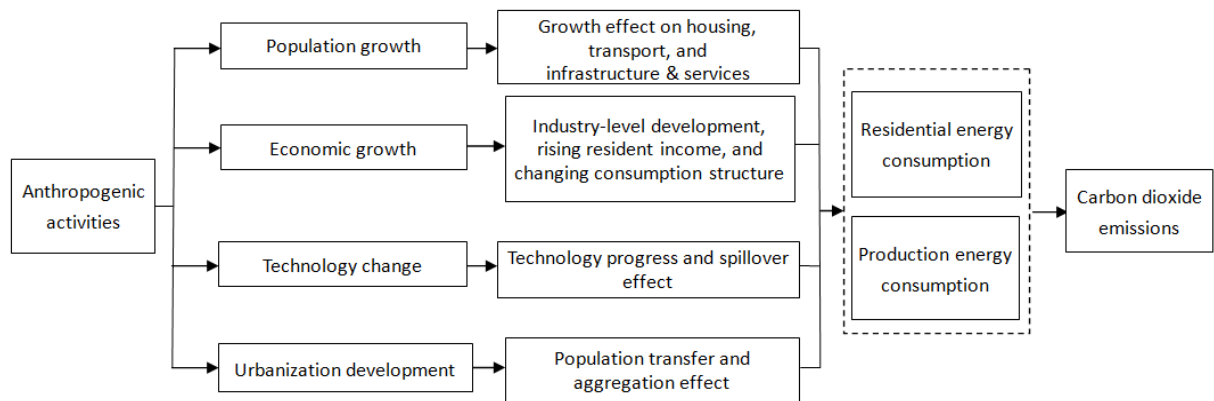 Anthropogenic
activities
Population growth
Economic growth
Technology change
Urbanization development
Growth effect on housing,
transport, and
infrastructure & services
Industry-level development,
rising resident income, and
changing consumption structure
Technology progress and spillover
effect
Population transfer and
aggregation effect
Residential energy
consumption
Production energy
consumption
Carbon dioxide
emissions